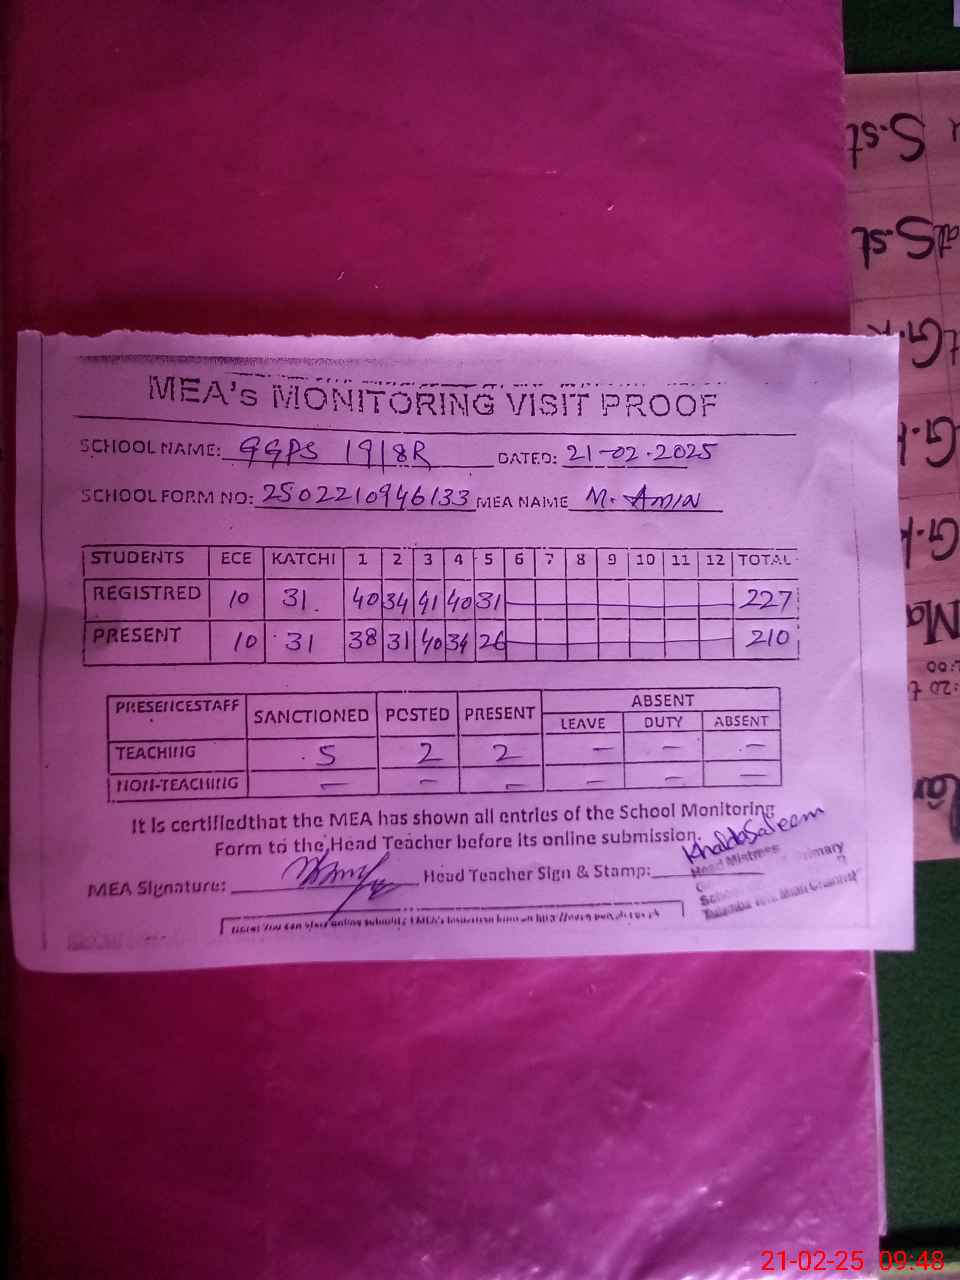 MEA's MONITORING VISIT PROOF
SCHOOL NAME: GGPS 19/8R DATED: 21-02-2025
SCHOOL FORM NO: 2502210946133 MEA NAME M. Amin
STUDENTS ECE KATCHI 1 2 3 4 5 6 7 8 9 10 11 12 TOTAL
REGISTRED 10 31 40 34 41 40 31 227
PRESENT 10 31 38 31 40 34 26 210
PRESENCESTAFF SANCTIONED POSTED PRESENT ABSENT
LEAVE DUTY ABSENT
TEACHING 5 2 2 - - -
NON-TEACHING - - - - - -
It is certifiedthat the MEA has shown all entries of the School Monitoring
Form to the Head Teacher before its online submission.
MEA Signature: Head Teacher Sign & Stamp: Khalda Saleem
Head Mistress
Primary
S.st
S.st
G.K
G.K
21-02-25 09:48